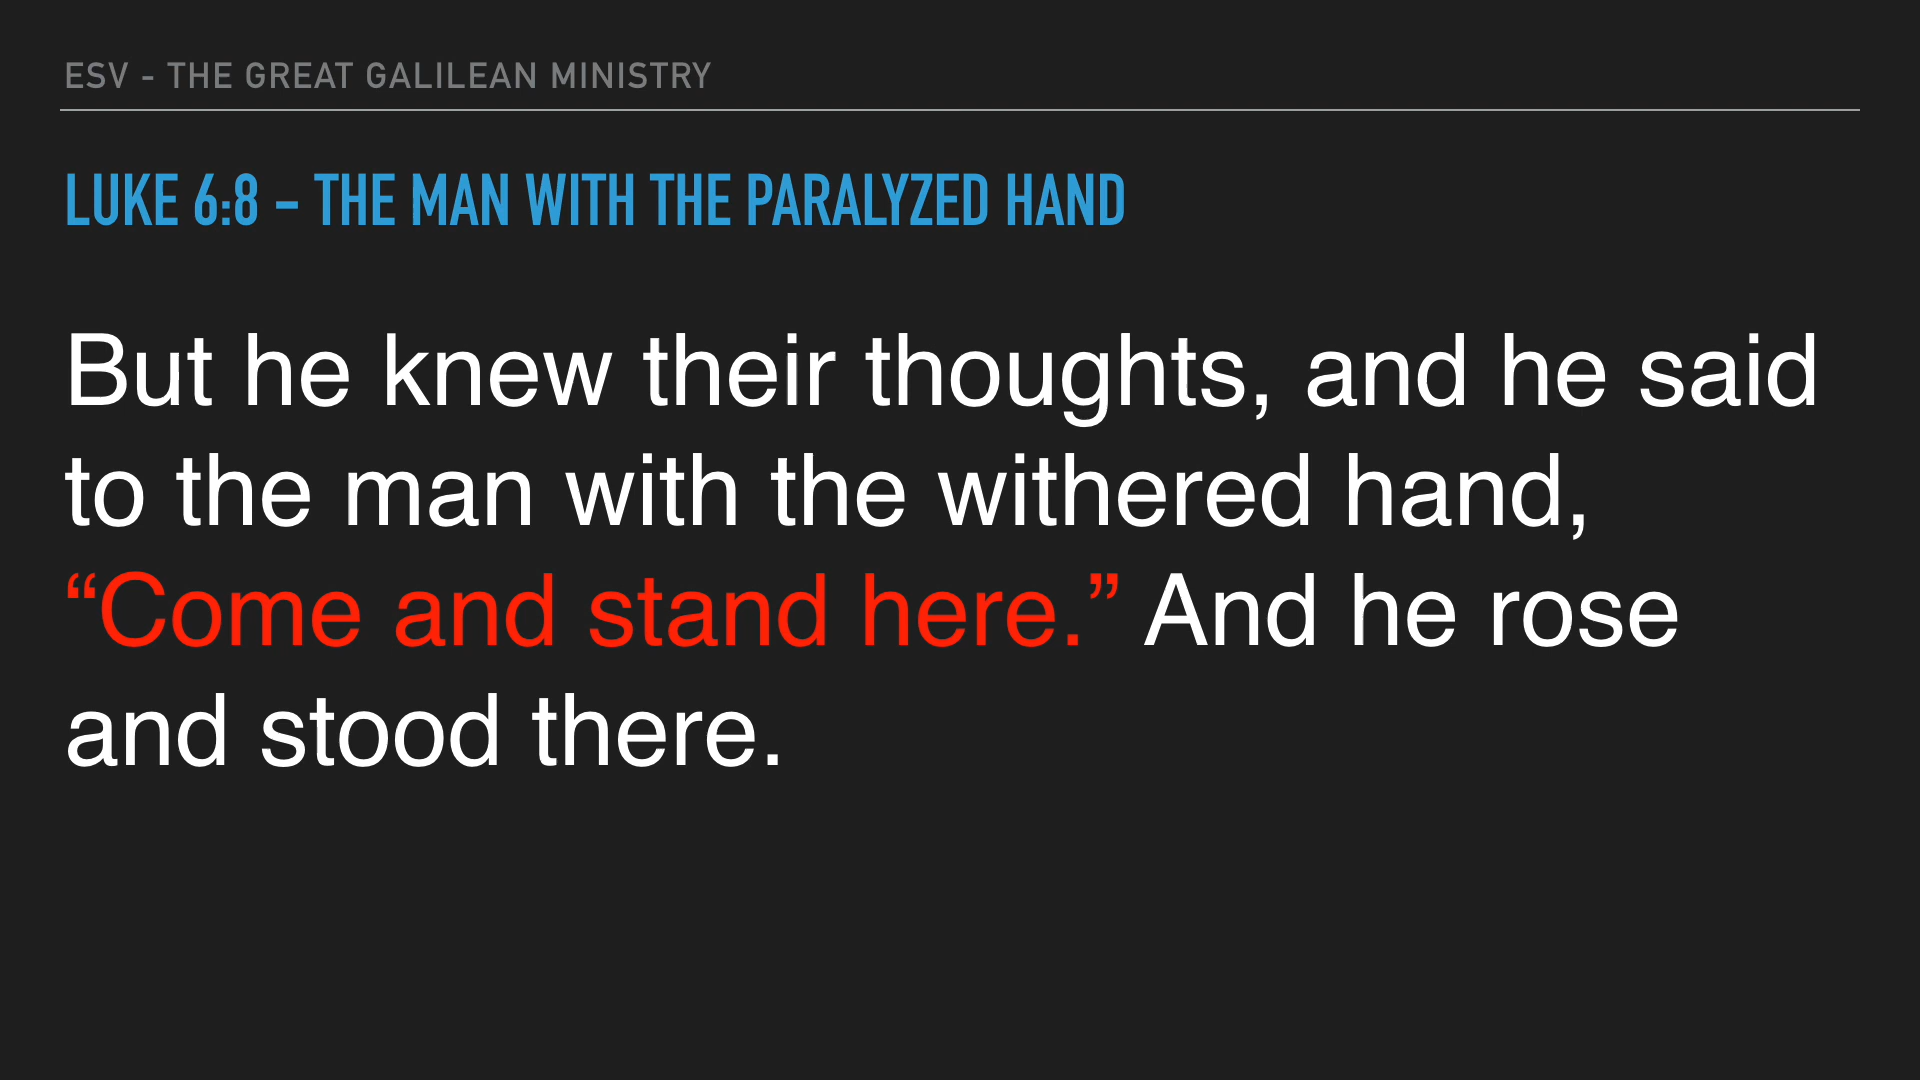 ESV - THE GREAT GALILEAN MINISTRY
LUKE 6:8 - THE MAN WITH THE PARALYZED HAND
But he knew their thoughts, and he said
to the man with the withered hand,
“Come and stand here.” And he rose
and stood there.